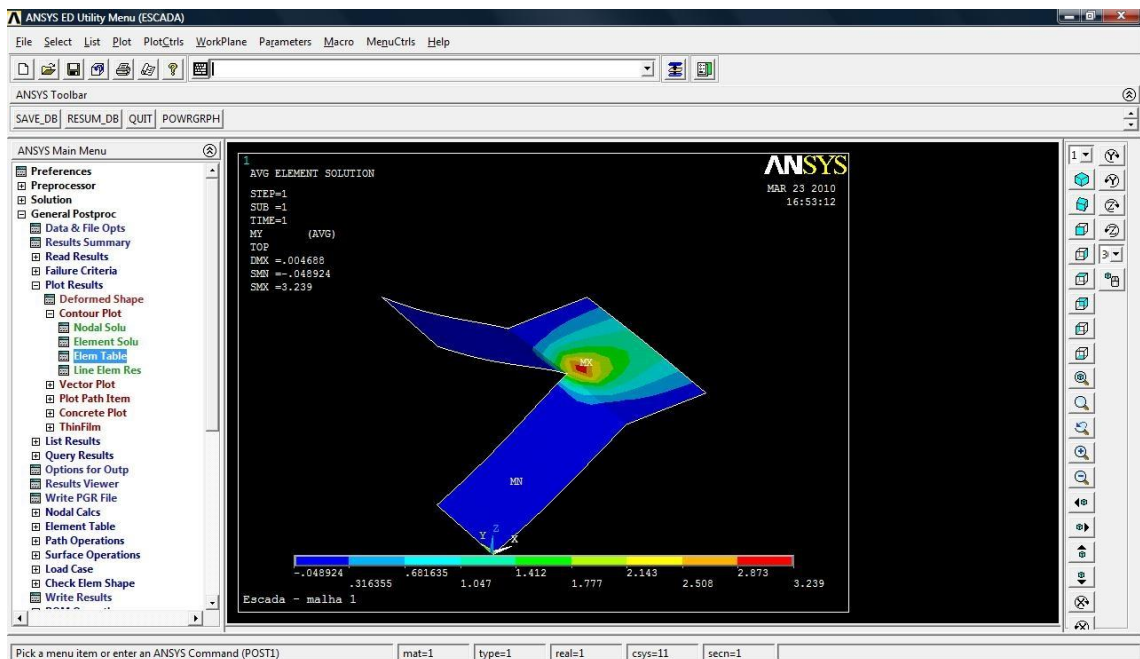 ANSYS ED Utility Menu (ESCADA)
File Select List Plot PlotCtrls WorkPlane Parameters Macro MenuCtrls Help
ANSYS Toolbar
SAVE_DB RESUM_DB QUIT POWRGRPH
ANSYS Main Menu
Preferences
Preprocessor
Solution
General Postproc
Data & File Opts
Results Summary
Read Results
Failure Criteria
Plot Results
Deformed Shape
Contour Plot
Nodal Solu
Element Solu
Elem Table
Line Elem Res
Vector Plot
Plot Path Item
Concrete Plot
ThinFilm
List Results
Query Results
Options for Outp
Results Viewer
Write PGR File
Nodal Calcs
Element Table
Path Operations
Surface Operations
Load Case
Check Elem Shape
Write Results
1
AVG ELEMENT SOLUTION
STEP=1
SUB =1
TIME=1
MY (AVG)
TOP
DMX =.004688
SMN =-.048924
SMX =3.239
ANSYS
MAR 23 2010
16:53:12
MX
MN
Y Z X
-.048924 .681635 1.412 2.143 2.873
.316355 1.047 1.777 2.508 3.239
Escada - malha 1
1
Pick a menu item or enter an ANSYS Command (POST1) mat=1 type=1 real=1 csys=11 secn=1